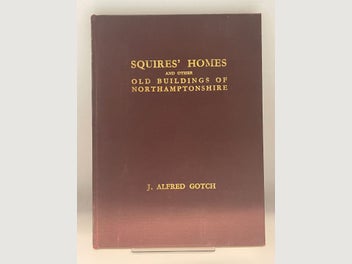 SQUIRES' HOMES
AND OTHER
OLD BUILDINGS OF
NORTHAMPTONSHIRE
J. ALFRED GOTCH